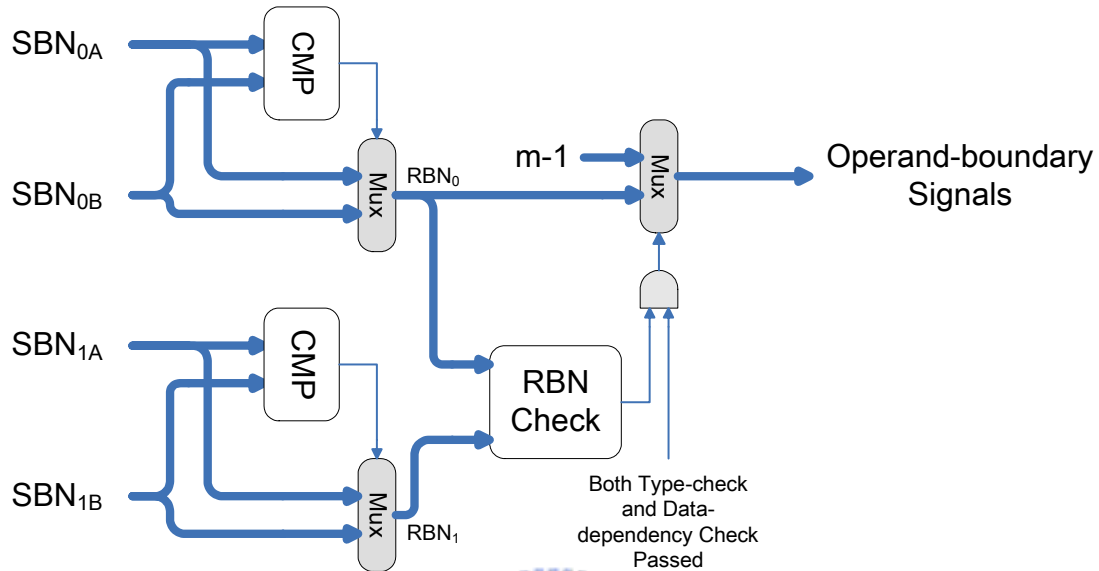 SBN0A
CMP
SBN0B
Mux
RBN0
m-1
Mux
Operand-boundary
Signals
SBN1A
CMP
SBN1B
Mux
RBN1
RBN
Check
Both Type-check
and Data-
dependency Check
Passed